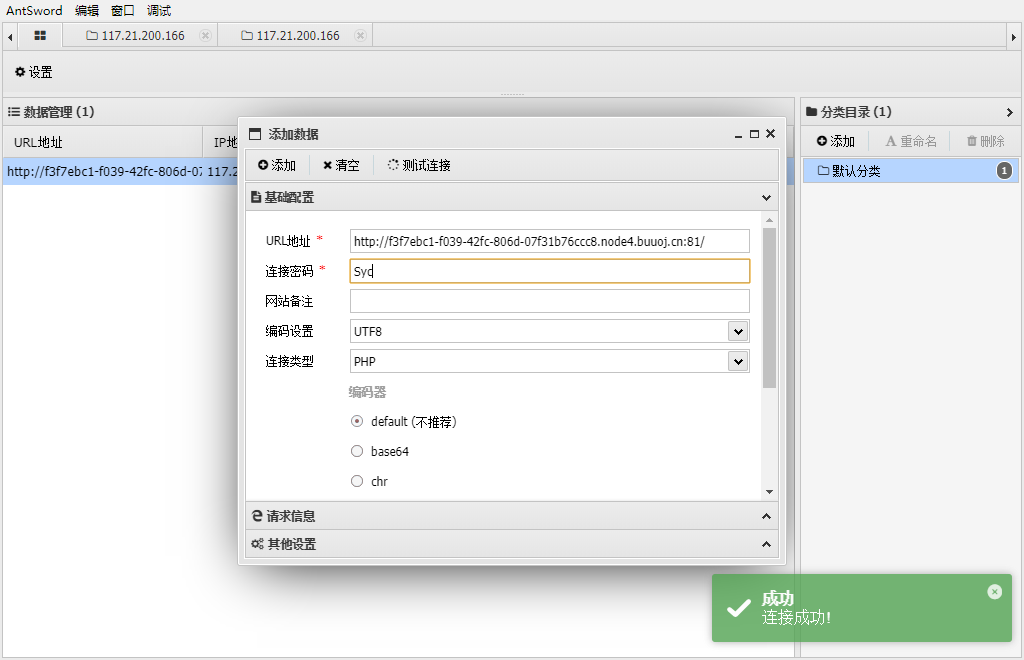 AntSword 编辑 窗口 调试
117.21.200.166 117.21.200.166
设置
数据管理 (1)
URL地址 IP地
http://f3f7ebc1-f039-42fc-806d-07 117.2
添加数据
添加 清空 测试连接
基础配置
URL地址 * http://f3f7ebc1-f039-42fc-806d-07f31b76ccc8.node4.buuoj.cn:81/
连接密码 * Syc
网站备注
编码设置 UTF8
连接类型 PHP
编码器
default (不推荐)
base64
chr
请求信息
其他设置
分类目录 (1)
添加 重命名 删除
默认分类 1
成功
连接成功!